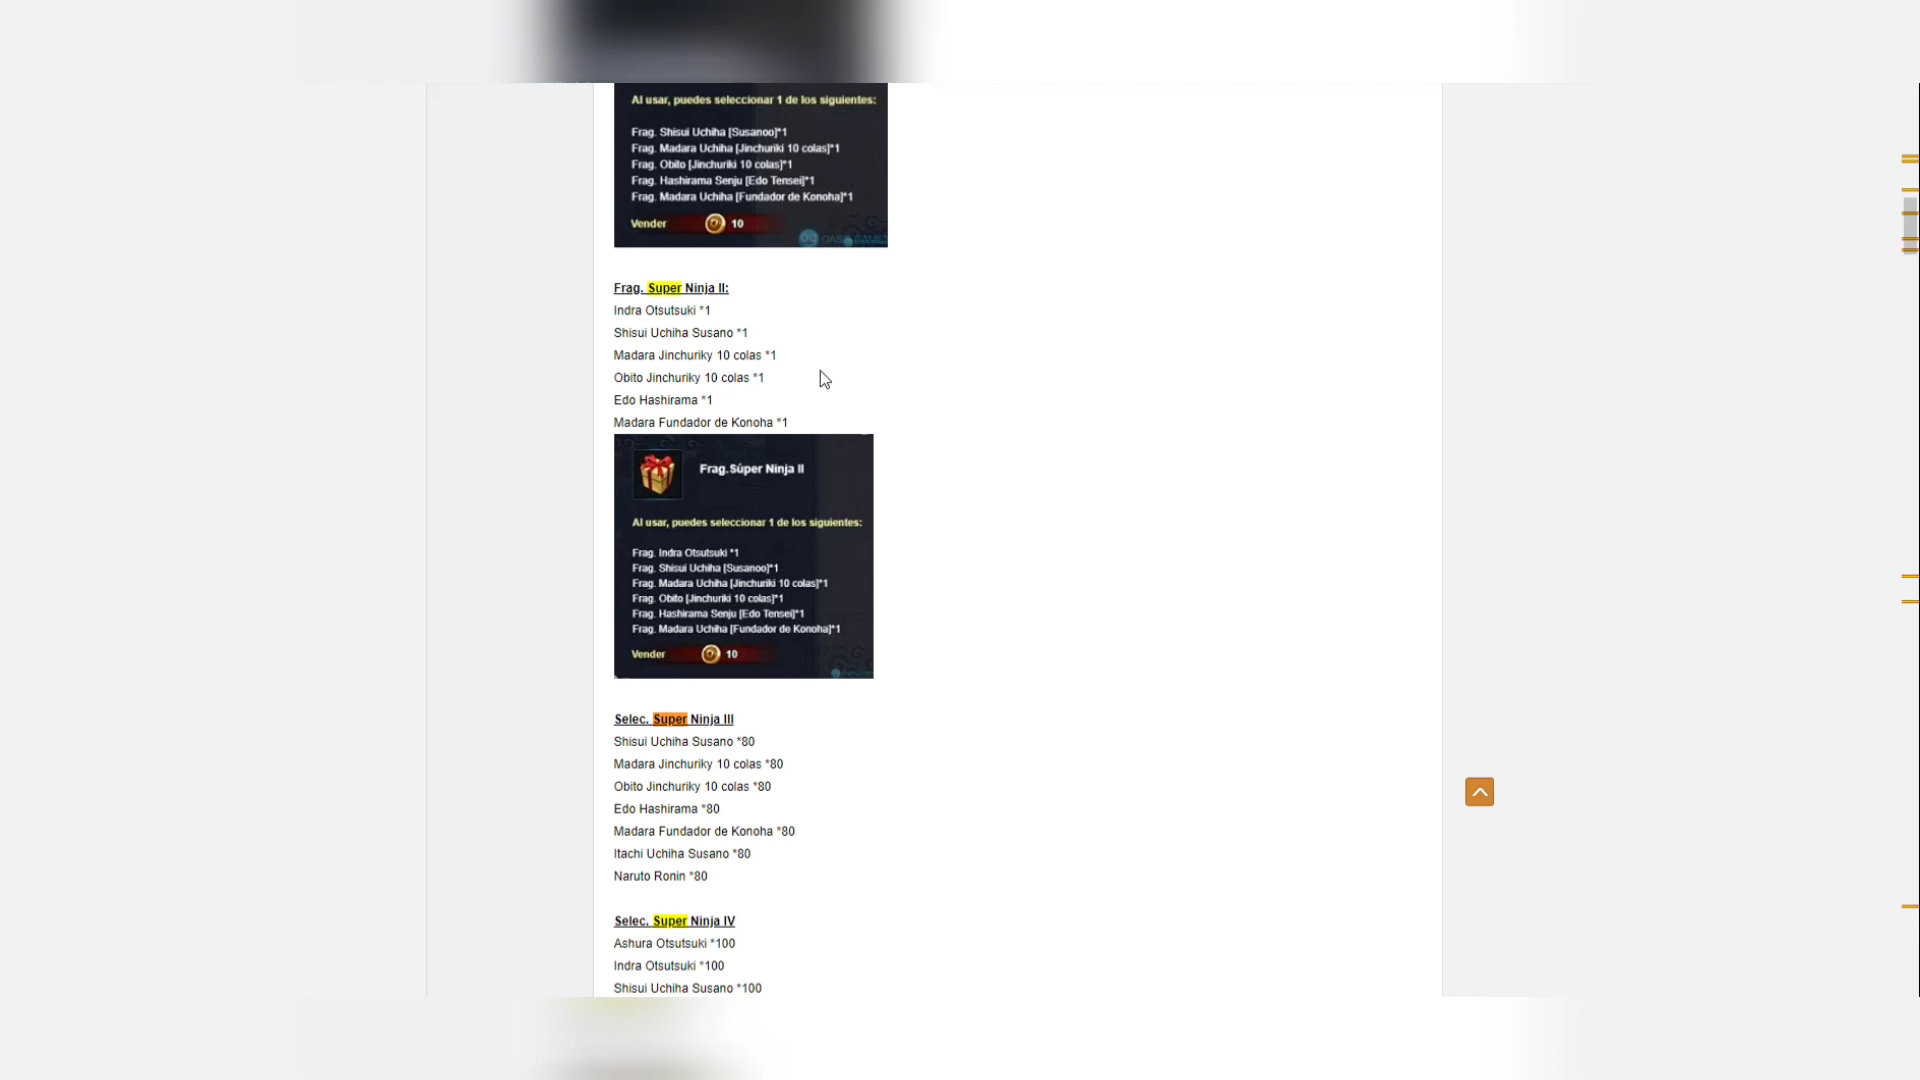 Al usar, puedes seleccionar 1 de los siguientes:
Frag. Shisui Uchiha [Susanoo]*1
Frag. Madara Uchiha [Jinchuriki 10 colas]*1
Frag. Obito [Jinchuriki 10 colas]*1
Frag. Hashirama Senju [Edo Tensei]*1
Frag. Madara Uchiha [Fundador de Konoha]*1
Vender 10
OASIS GAMES
Frag. Super Ninja II:
Indra Otsutsuki *1
Shisui Uchiha Susano *1
Madara Jinchuriky 10 colas *1
Obito Jinchuriky 10 colas *1
Edo Hashirama *1
Madara Fundador de Konoha *1
Frag.Súper Ninja II
Al usar, puedes seleccionar 1 de los siguientes:
Frag. Indra Otsutsuki *1
Frag. Shisui Uchiha [Susanoo]*1
Frag. Madara Uchiha [Jinchuriki 10 colas]*1
Frag. Obito [Jinchuriki 10 colas]*1
Frag. Hashirama Senju [Edo Tensei]*1
Frag. Madara Uchiha [Fundador de Konoha]*1
Vender 10
Selec. Super Ninja III
Shisui Uchiha Susano *80
Madara Jinchuriky 10 colas *80
Obito Jinchuriky 10 colas *80
Edo Hashirama *80
Madara Fundador de Konoha *80
Itachi Uchiha Susano *80
Naruto Ronin *80
Selec. Super Ninja IV
Ashura Otsutsuki *100
Indra Otsutsuki *100
Shisui Uchiha Susano *100